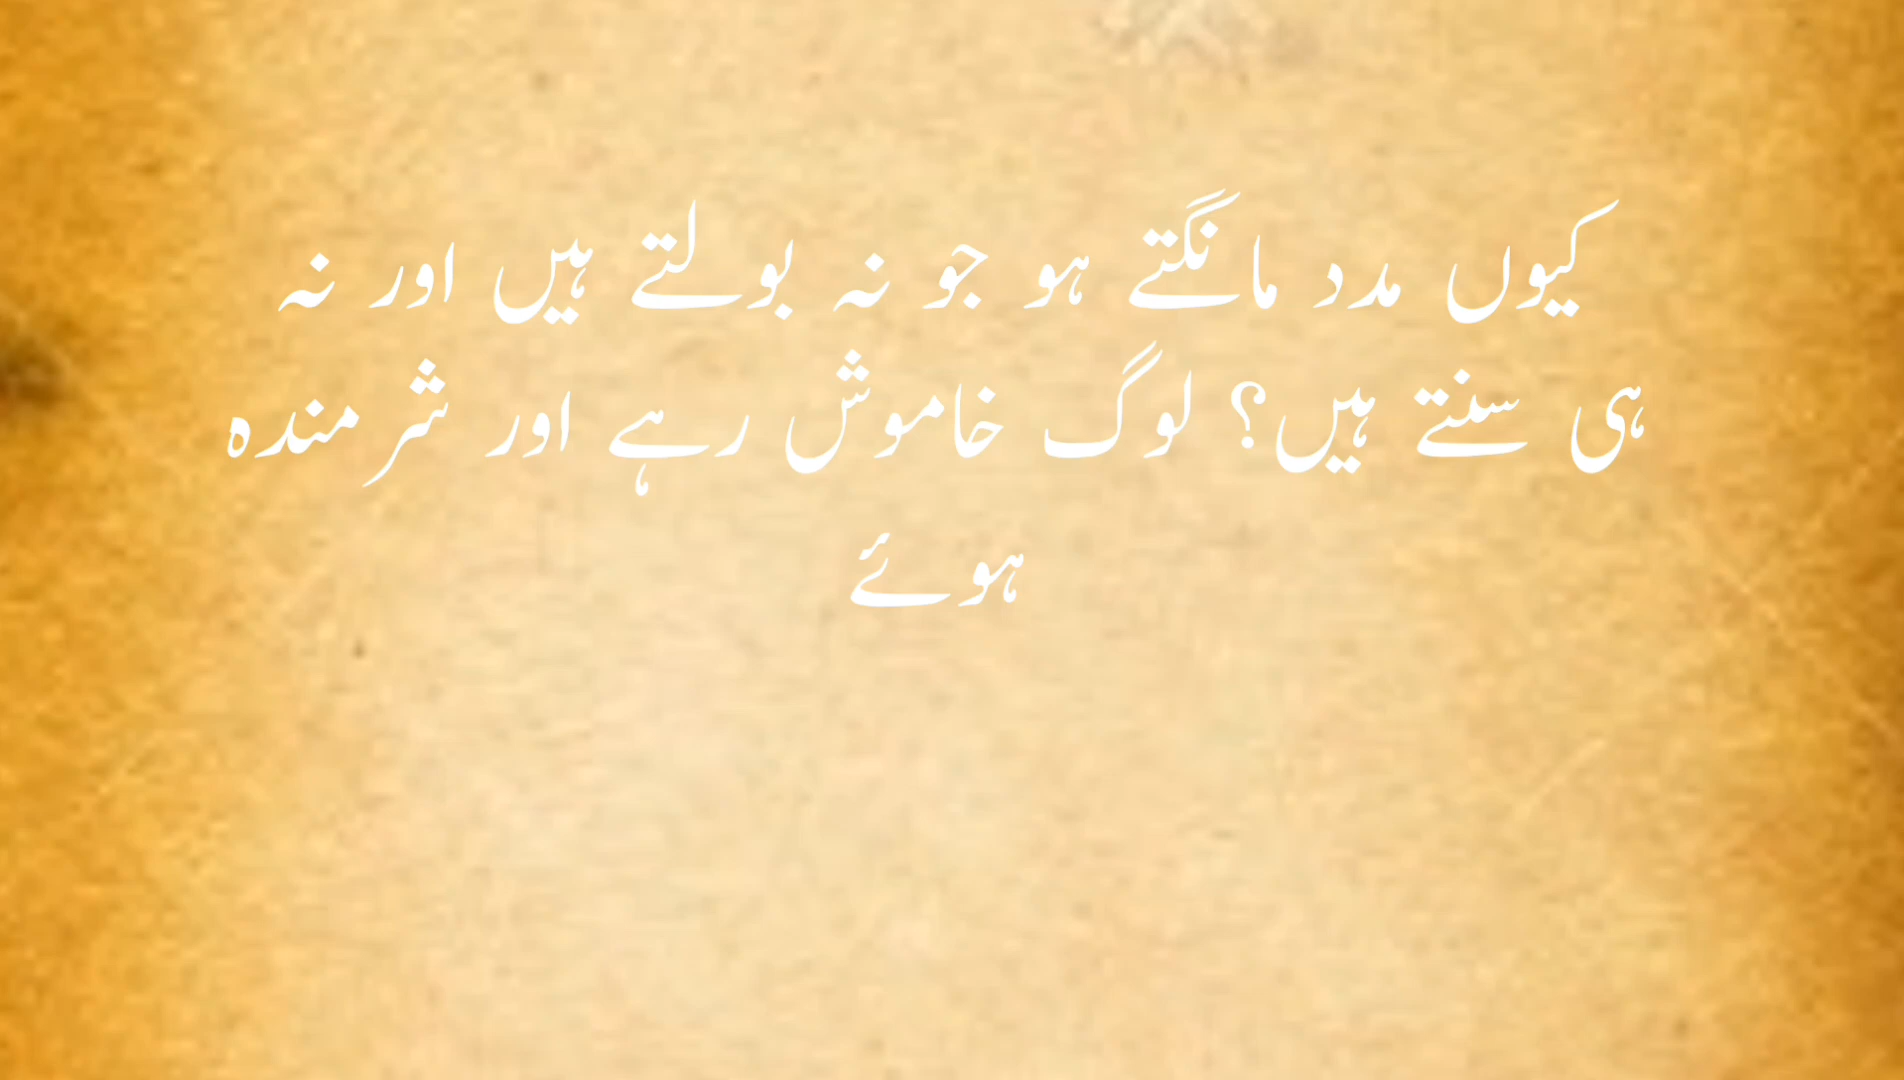 کیوں مدد مانگتے ہو جو نہ بولتے ہیں اور نہ
ہی سنتے ہیں؟ لوگ خاموش رہے اور شرمندہ
ہوئے